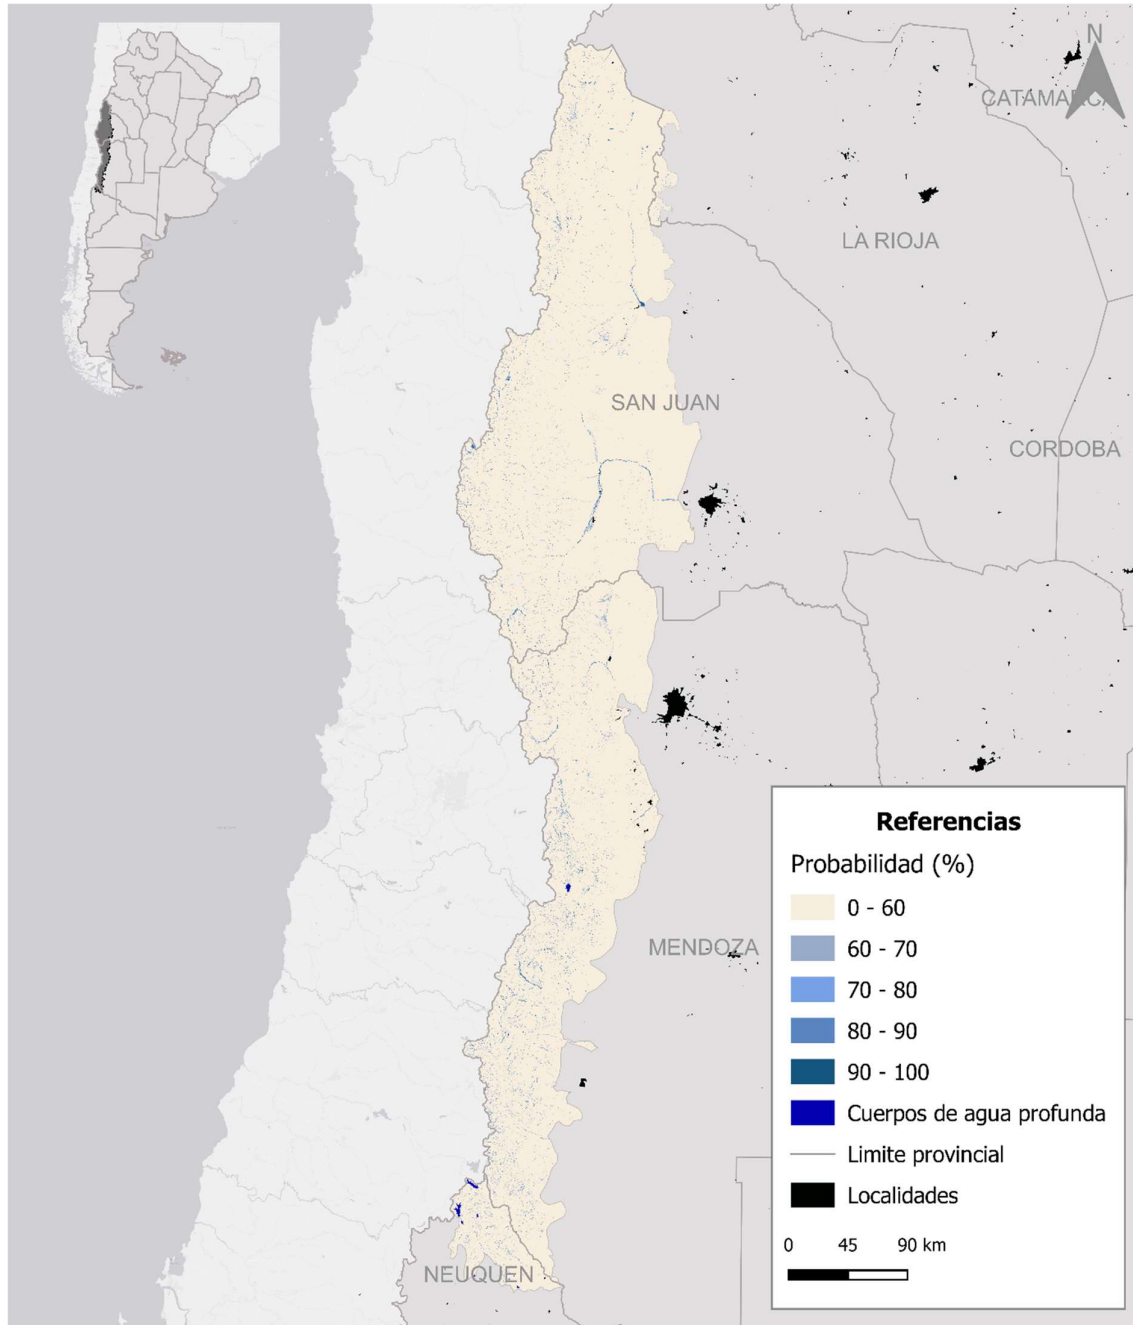 N
CATAMARCA
LA RIOJA
SAN JUAN
CORDOBA
MENDOZA
NEUQUEN
Referencias
Probabilidad (%)
0 - 60
60 - 70
70 - 80
80 - 90
90 - 100
Cuerpos de agua profunda
Limite provincial
Localidades
0 45 90 km